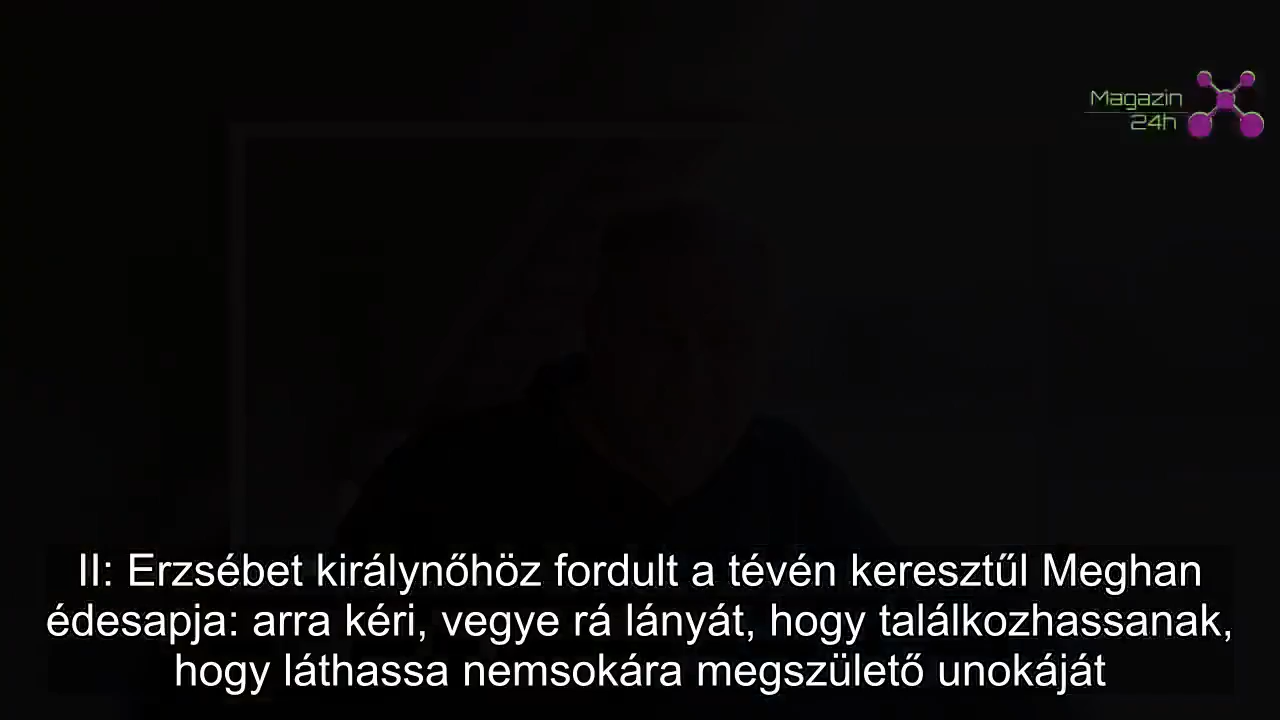 Magazin
24h
II: Erzsébet királynőhöz fordult a tévén keresztűl Meghan
édesapja: arra kéri, vegye rá lányát, hogy találkozhassanak,
hogy láthassa nemsokára megszülető unokáját